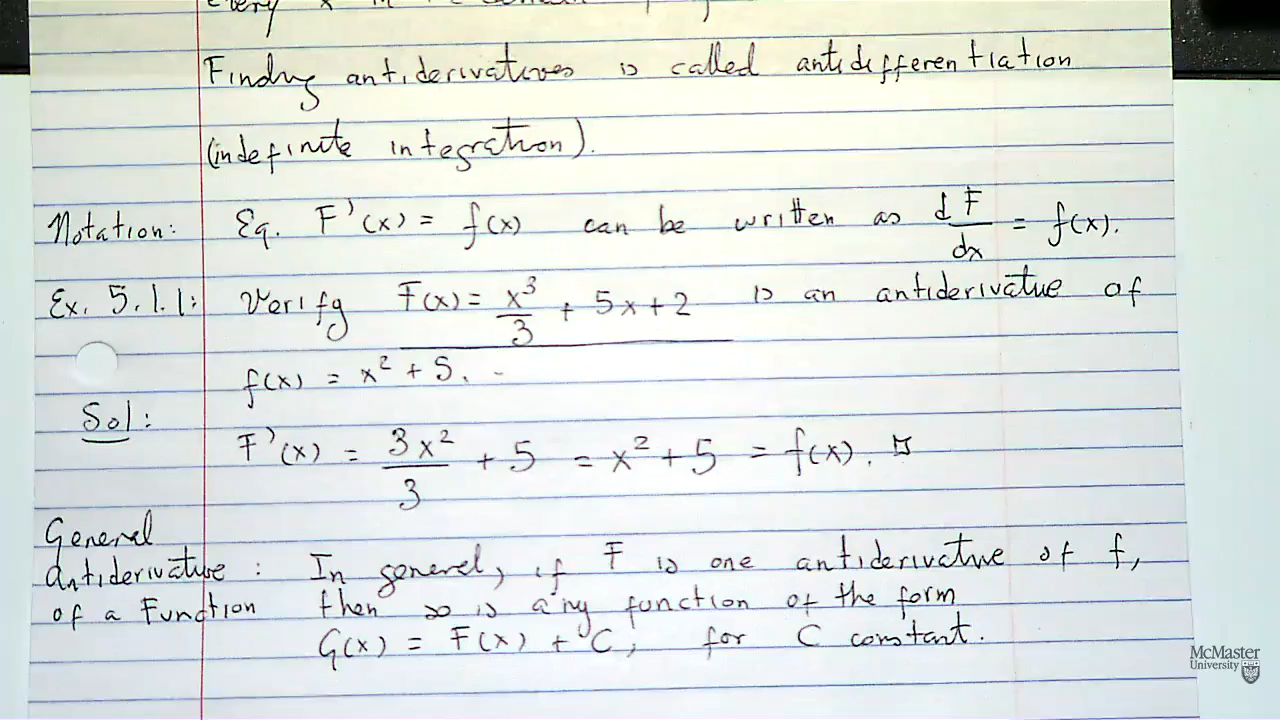 every x in
Finding antiderivatives is called antidifferentiation
(indefinite integration).
Notation: Eq. F'(x) = f(x) can be written as dF/dx = f(x).
Ex. 5.1.1: Verify F(x) = x³/3 + 5x + 2 is an antiderivative of
f(x) = x² + 5.
Sol:
F'(x) = 3x²/3 + 5 = x² + 5 = f(x).
General
antiderivative : In general, if F is one antiderivative of f,
of a Function then so is any function of the form
G(x) = F(x) + C, for C constant.
McMaster
University